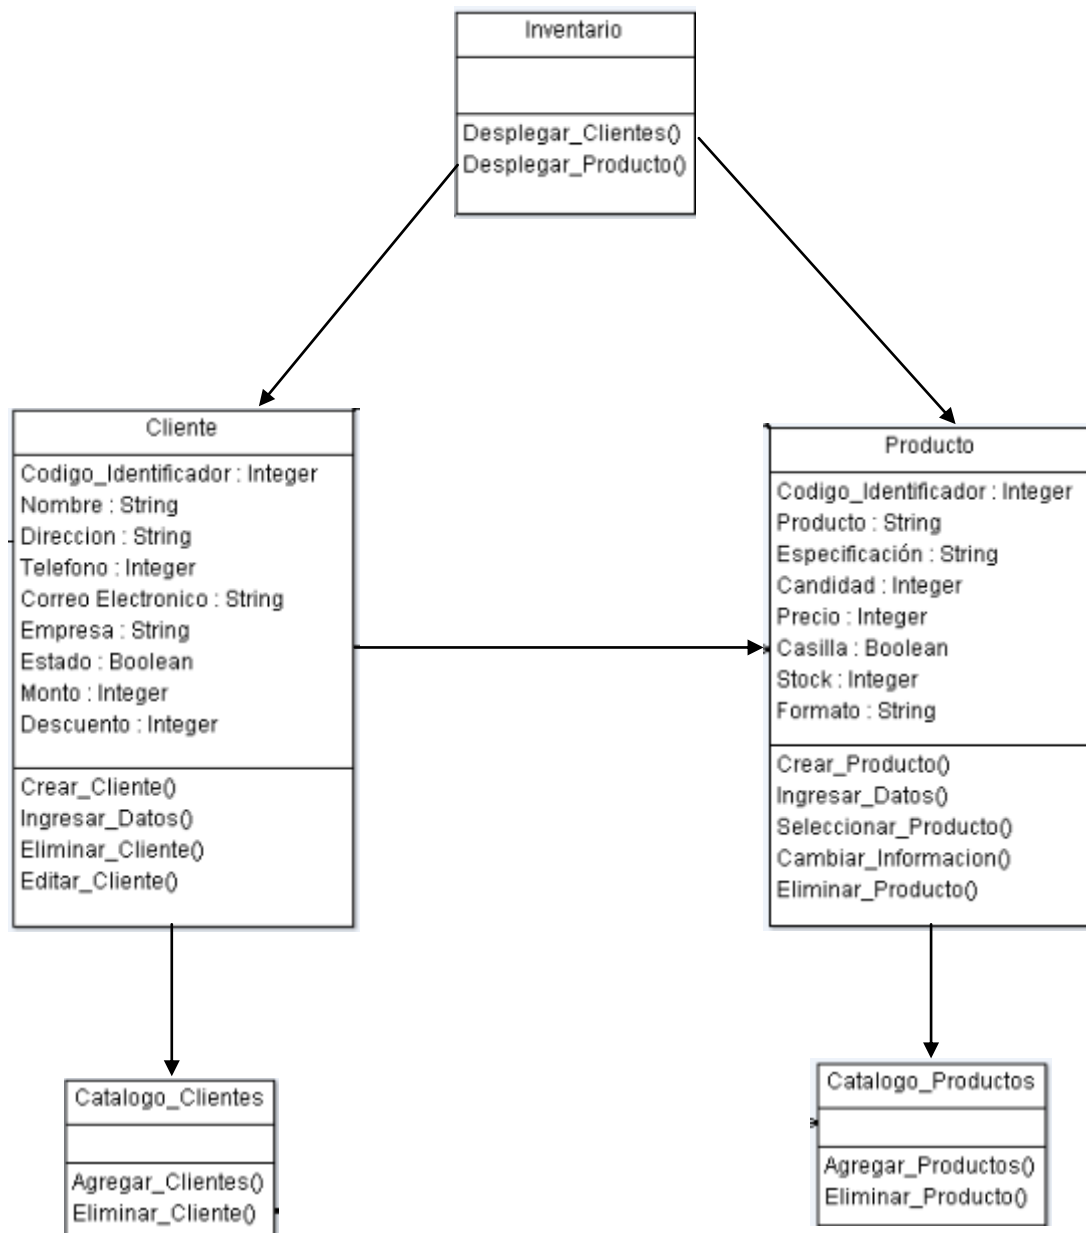 Inventario
Desplegar_Clientes()
Desplegar_Producto()
Cliente
Codigo_Identificador : Integer
Nombre : String
Direccion : String
Telefono : Integer
Correo Electronico : String
Empresa : String
Estado : Boolean
Monto : Integer
Descuento : Integer
Crear_Cliente()
Ingresar_Datos()
Eliminar_Cliente()
Editar_Cliente()
Producto
Codigo_Identificador : Integer
Producto : String
Especificación : String
Candidad : Integer
Precio : Integer
Casilla : Boolean
Stock : Integer
Formato : String
Crear_Producto()
Ingresar_Datos()
Seleccionar_Producto()
Cambiar_Informacion()
Eliminar_Producto()
Catalogo_Clientes
Agregar_Clientes()
Eliminar_Cliente()
Catalogo_Productos
Agregar_Productos()
Eliminar_Producto()